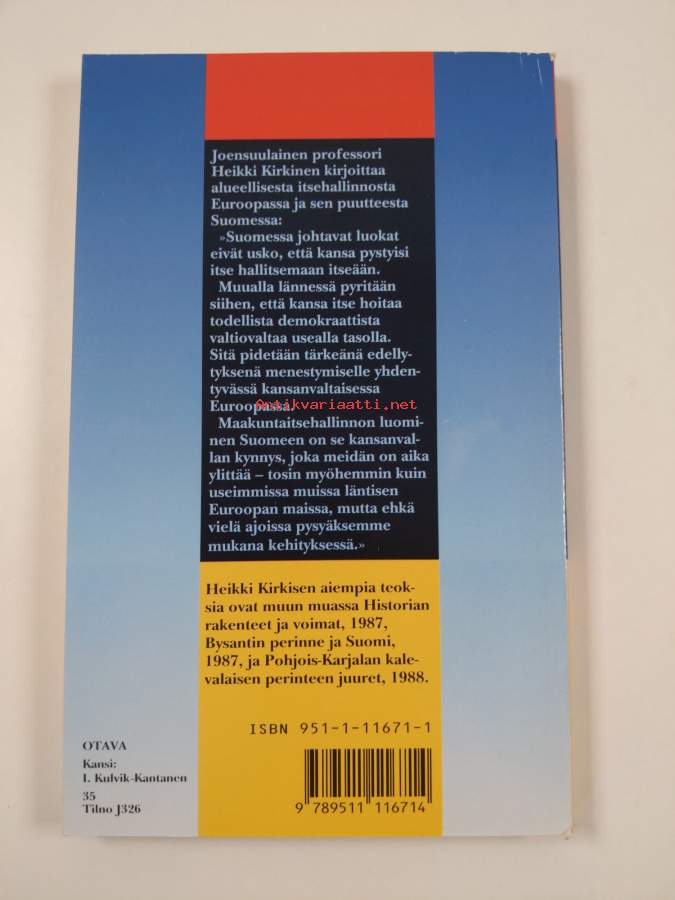 Joensuulainen professori
Heikki Kirkinen kirjoittaa
alueellisesta itsehallinnosta
Euroopassa ja sen puutteesta
Suomessa:
»Suomessa johtavat luokat
eivät usko, että kansa pystyisi
itse hallitsemaan itseään.
Muualla lännessä pyritään
siihen, että kansa itse hoitaa
todellista demokraattista
valtiovaltaa usealla tasolla.
Sitä pidetään tärkeänä edelly-
tyksenä menestymiselle yhden-
tyvässä kansanvaltaisessa
Antikvariaatti.net
Euroopassa.
Maakuntaitsehallinnon luomi-
nen Suomeen on se kansanval-
lan kynnys, joka meidän on aika
ylittää – tosin myöhemmin kuin
useimmissa muissa läntisen
Euroopan maissa, mutta ehkä
vielä ajoissa pysyäksemme
mukana kehityksessä.»
Heikki Kirkisen aiempia teok-
sia ovat muun muassa Historian
rakenteet ja voimat, 1987,
Bysantin perinne ja Suomi,
1987, ja Pohjois-Karjalan kale-
valaisen perinteen juuret, 1988.
ISBN 951-1-11671-1
9 789511 116714
OTAVA
Kansi:
I. Kulvik-Kantanen
35
Tilno J326